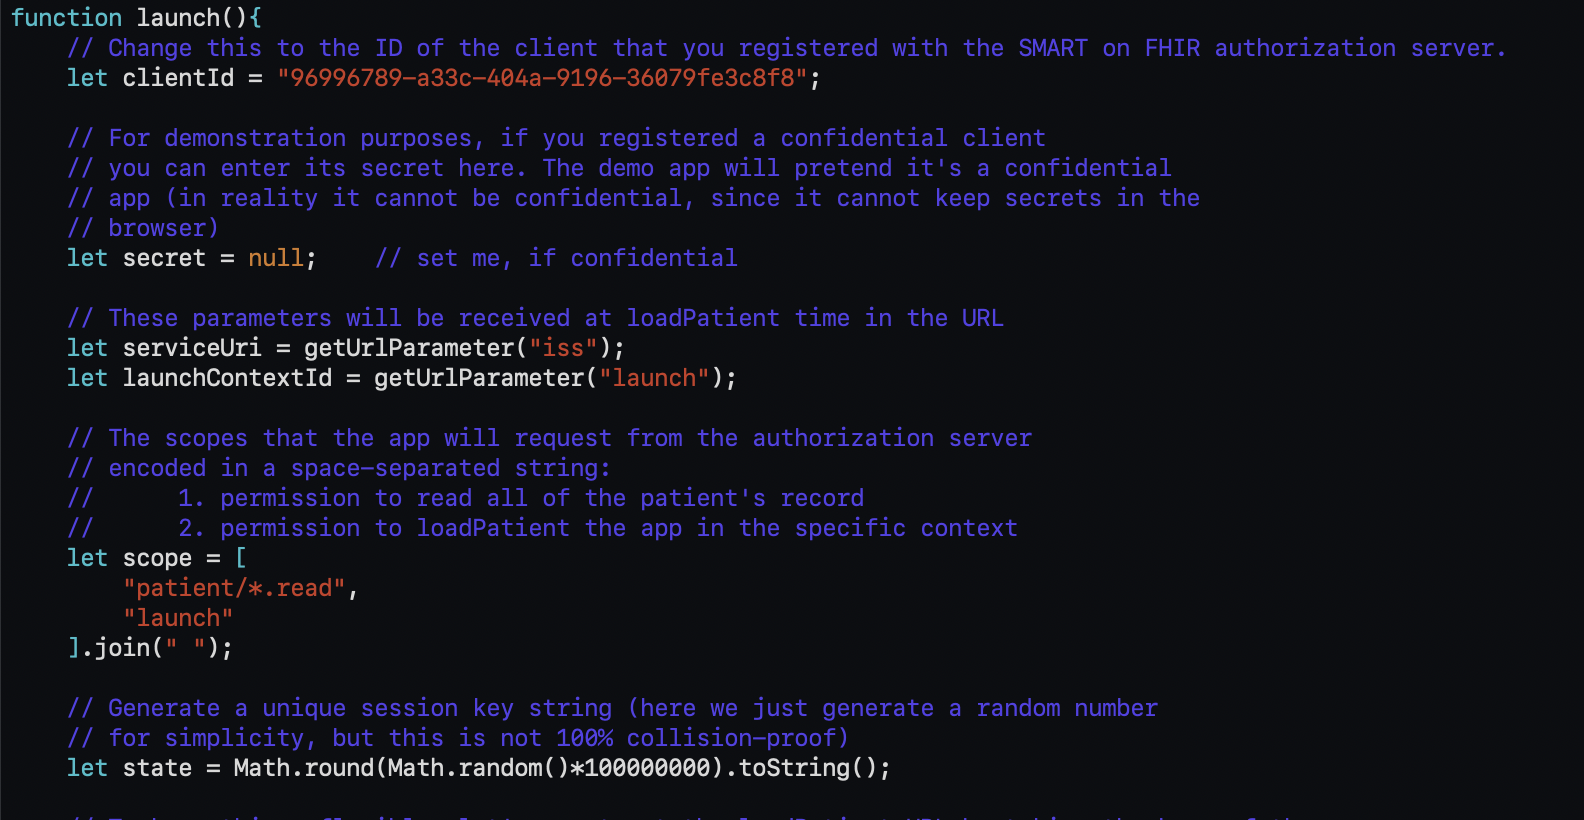 function launch(){
    // Change this to the ID of the client that you registered with the SMART on FHIR authorization server.
    let clientId = "96996789-a33c-404a-9196-36079fe3c8f8";

    // For demonstration purposes, if you registered a confidential client
    // you can enter its secret here. The demo app will pretend it's a confidential
    // app (in reality it cannot be confidential, since it cannot keep secrets in the
    // browser)
    let secret = null;    // set me, if confidential

    // These parameters will be received at loadPatient time in the URL
    let serviceUri = getUrlParameter("iss");
    let launchContextId = getUrlParameter("launch");

    // The scopes that the app will request from the authorization server
    // encoded in a space-separated string:
    //      1. permission to read all of the patient's record
    //      2. permission to loadPatient the app in the specific context
    let scope = [
        "patient/*.read",
        "launch"
    ].join(" ");

    // Generate a unique session key string (here we just generate a random number
    // for simplicity, but this is not 100% collision-proof)
    let state = Math.round(Math.random()*100000000).toString();